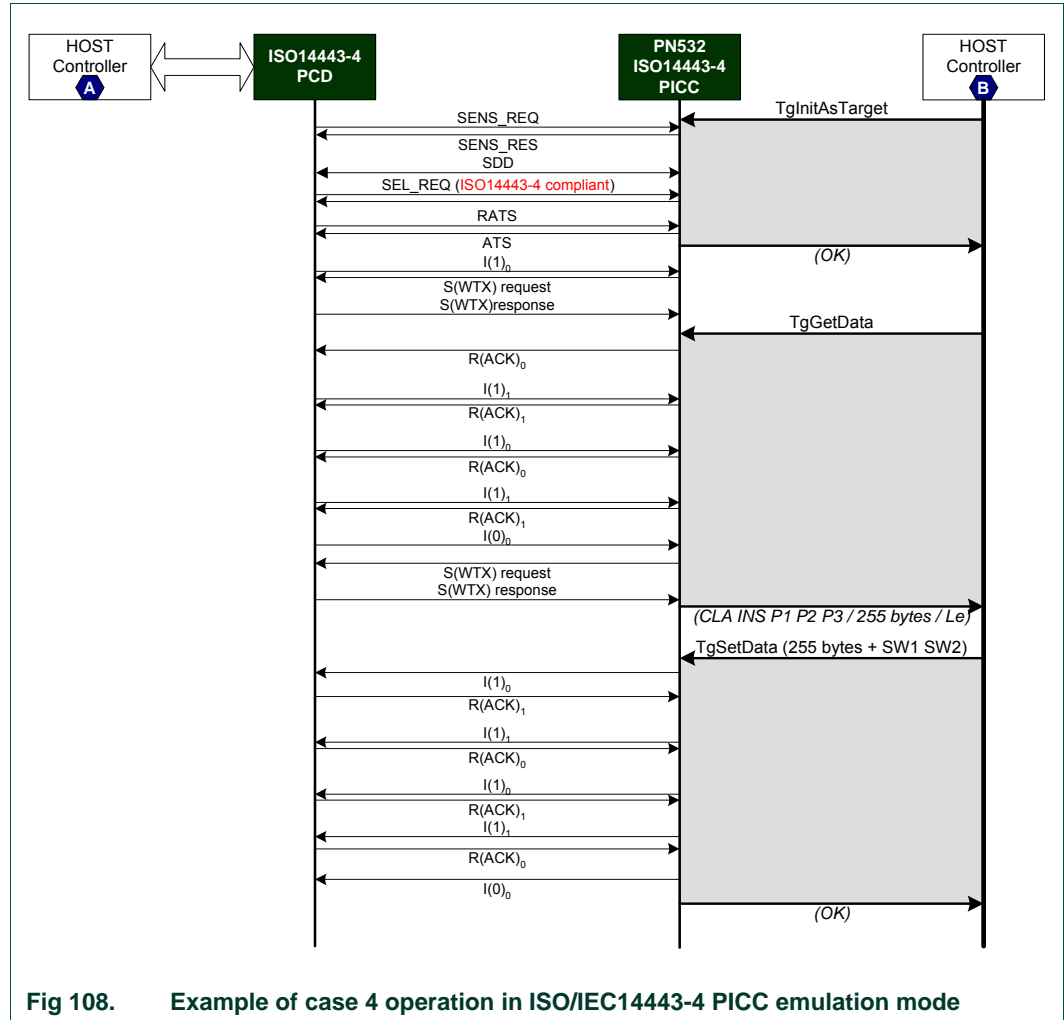 HOST
Controller
A
ISO14443-4
PCD
PN532
ISO14443-4
PICC
HOST
Controller
B
TgInitAsTarget
SENS_REQ
SENS_RES
SDD
SEL_REQ (ISO14443-4 compliant)
RATS
ATS
(OK)
I(1)0
S(WTX) request
S(WTX)response
TgGetData
R(ACK)0
I(1)1
R(ACK)1
I(1)0
R(ACK)0
I(1)1
R(ACK)1
I(0)0
S(WTX) request
S(WTX) response
(CLA INS P1 P2 P3 / 255 bytes / Le)
TgSetData (255 bytes + SW1 SW2)
I(1)0
R(ACK)1
I(1)1
R(ACK)0
I(1)0
R(ACK)1
I(1)1
R(ACK)0
I(0)0
(OK)
Fig 108. Example of case 4 operation in ISO/IEC14443-4 PICC emulation mode